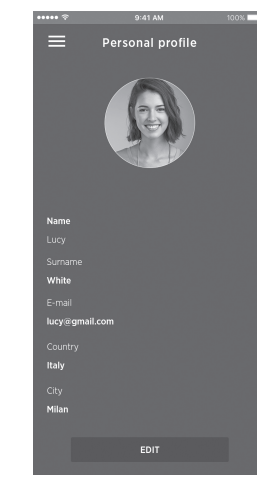 9:41 AM 100%
Personal profile
Name
Lucy
Surname
White
E-mail
lucy@gmail.com
Country
Italy
City
Milan
EDIT